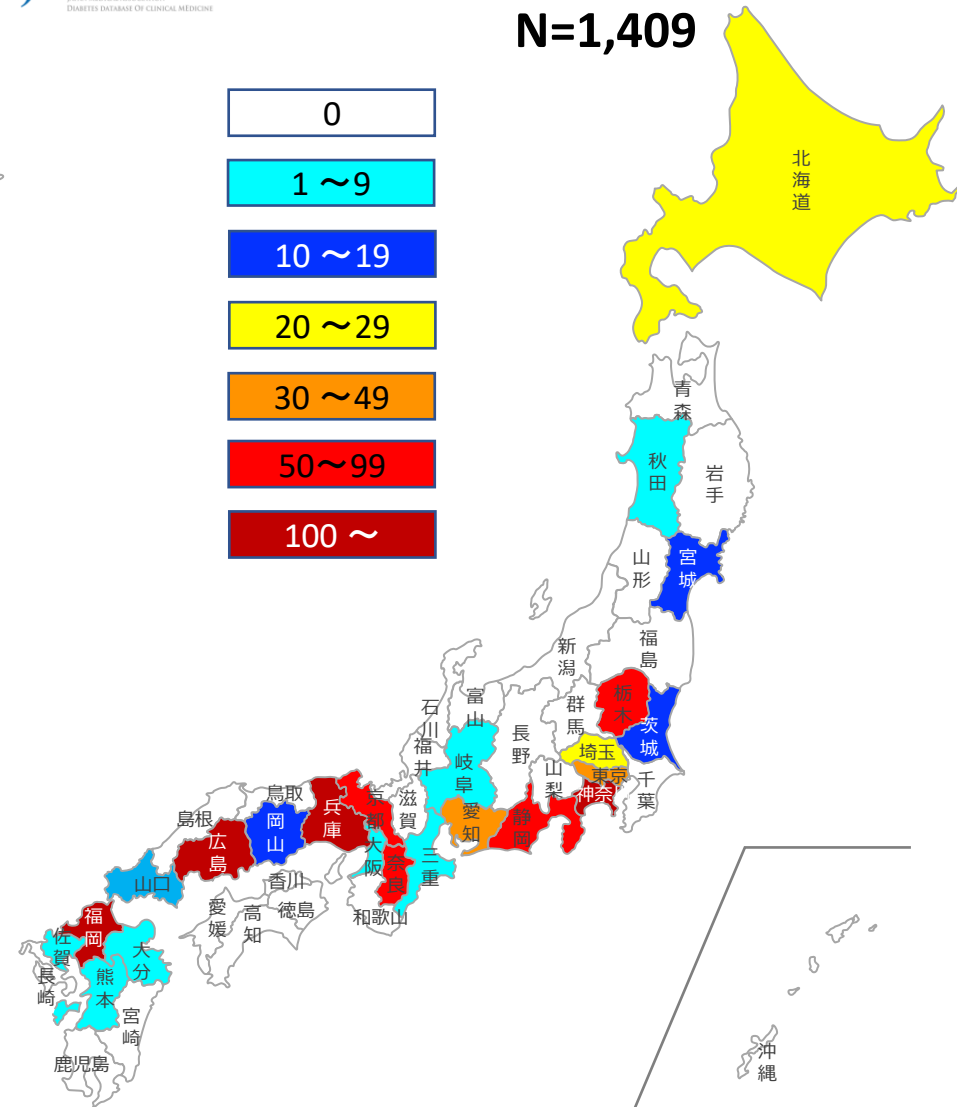 DIABETES DATABASE OF CLINICAL MEDICINE
N=1,409
0
1 ～9
10 ～19
20 ～29
30 ～49
50～99
100 ～
北海道
青森
秋田
岩手
山形
宮城
新潟
福島
石川
富山
群馬
栃木
茨城
福井
長野
埼玉
岐阜
山梨
東京
千葉
神奈
鳥取
京都
滋賀
愛知
静岡
島根
岡山
兵庫
大阪
広島
奈良
三重
山口
香川
徳島
和歌山
愛媛
高知
福岡
佐賀
大分
長崎
熊本
宮崎
鹿児島
沖縄